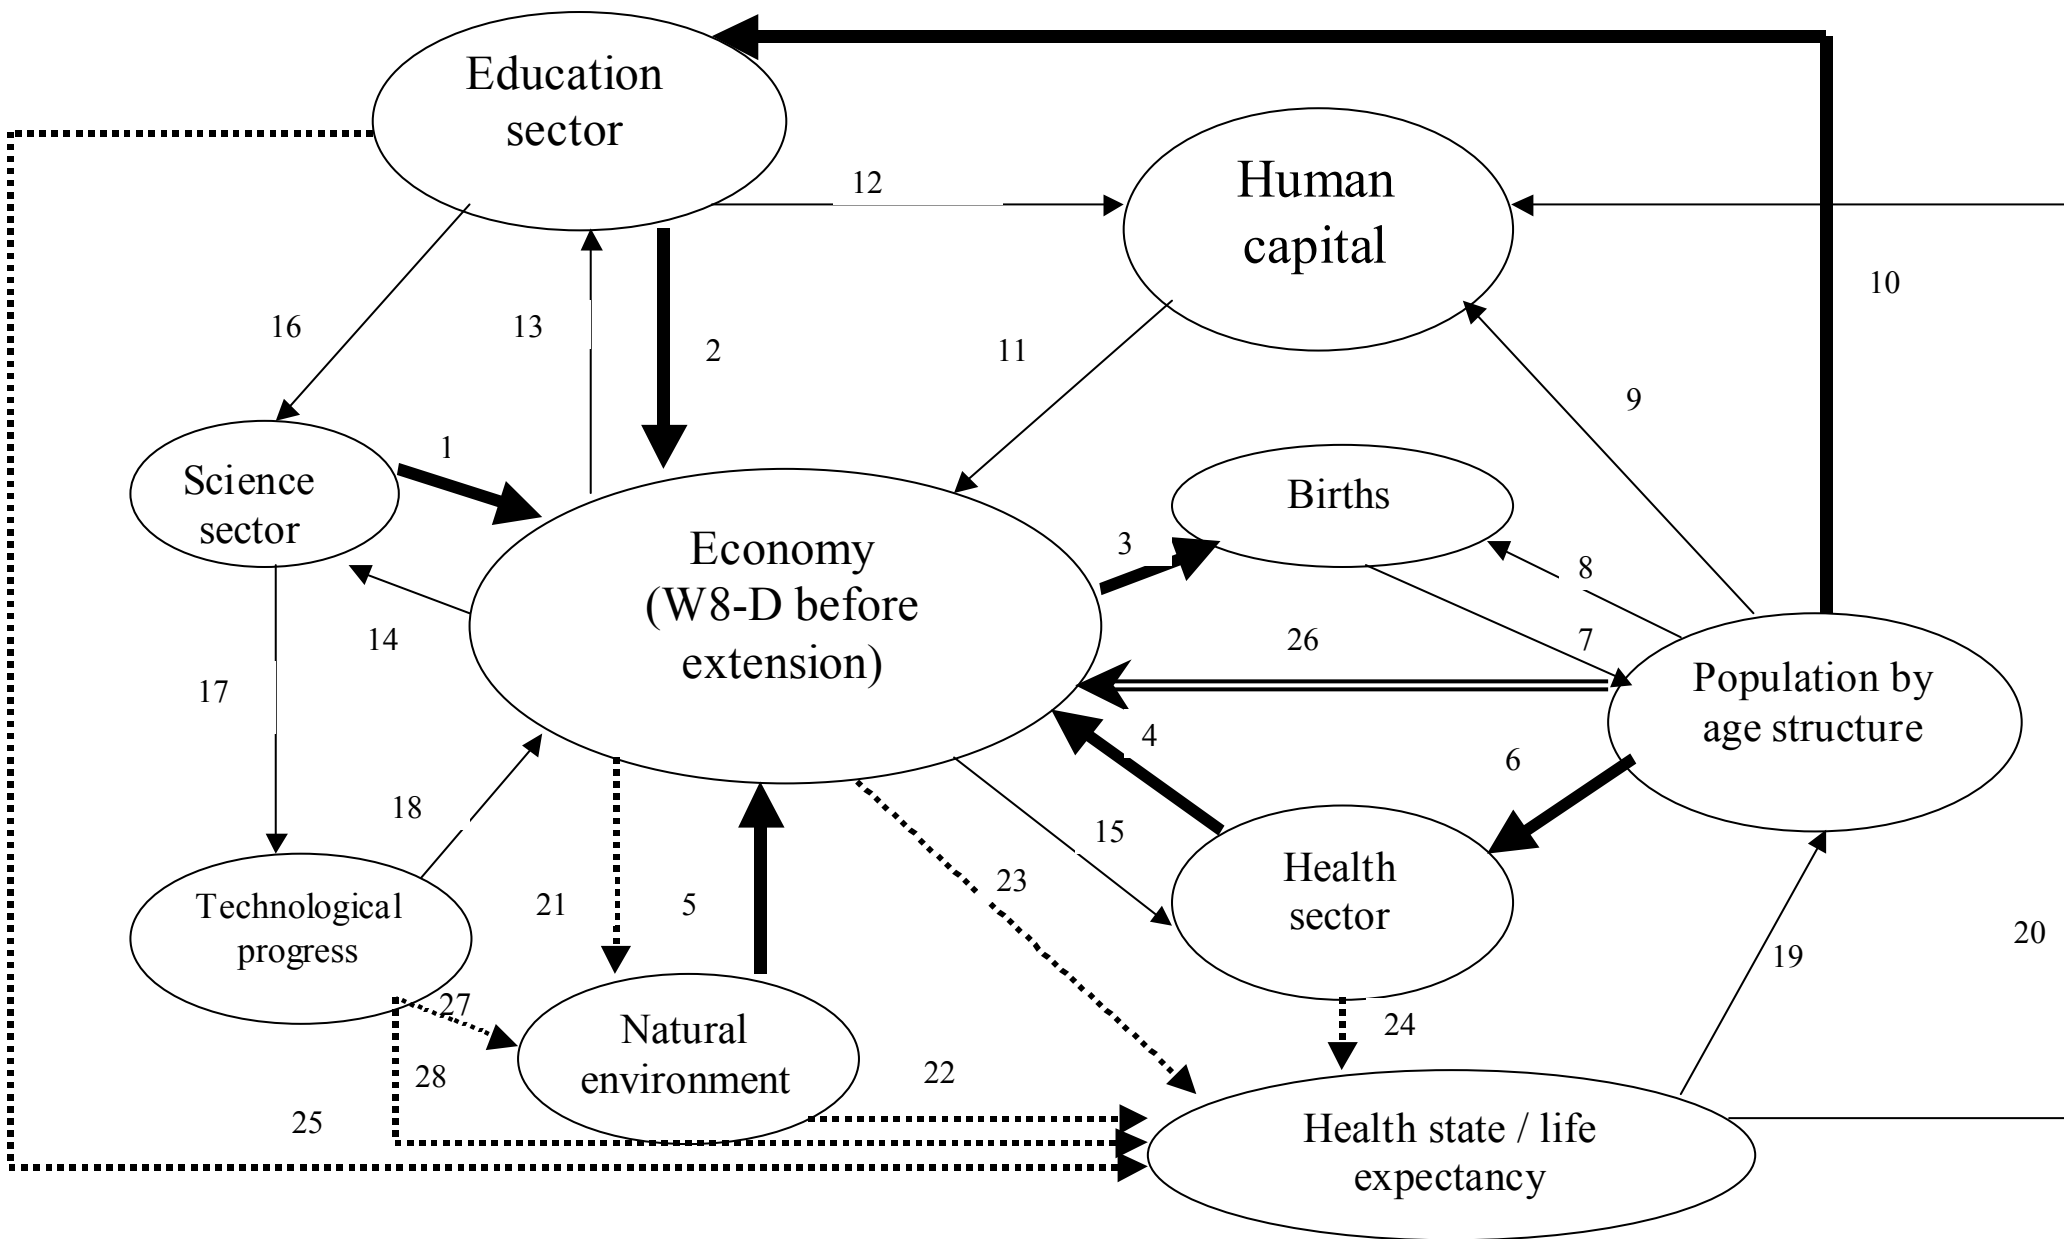 Education
sector
12
Human
capital
10
16
13
2
11
9
1
Science
sector
Births
3
Economy
(W8-D before
extension)
8
14
26
7
17
Population by
age structure
4
6
18
15
Health
sector
23
21
5
Technological
progress
20
19
27
24
Natural
environment
28
22
25
Health state / life
expectancy